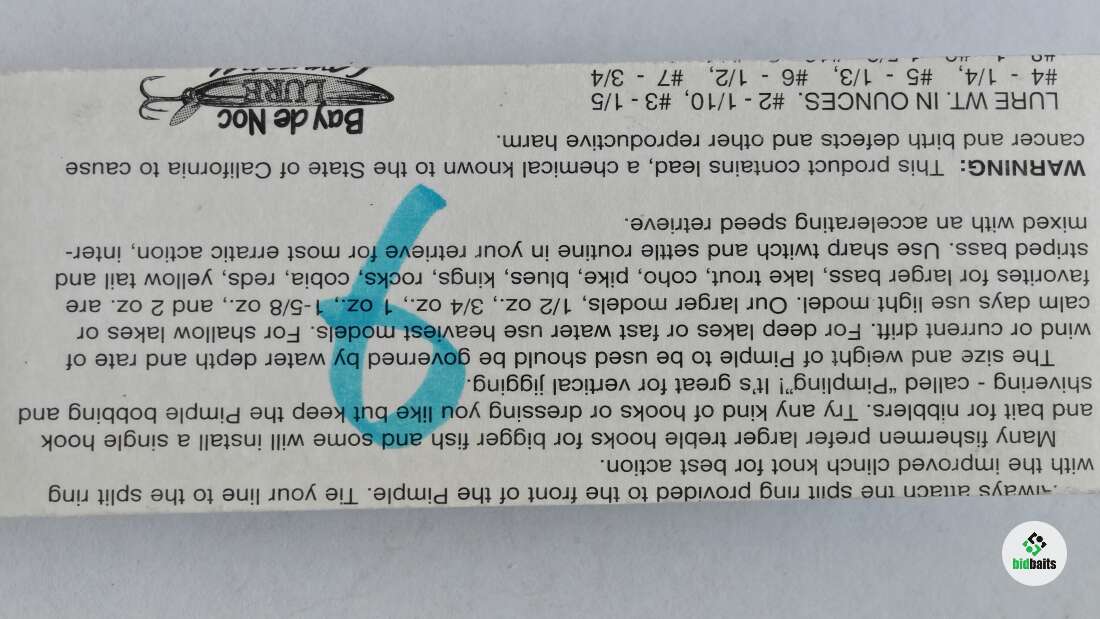 Always attach the split ring provided to the front of the Pimple. Tie your line to the split ring
with the improved clinch knot for best action.
Many fishermen prefer larger treble hooks for bigger fish and some will install a single hook
and bait for nibblers. Try any kind of hooks or dressing you like but keep the Pimple bobbing and
shivering - called "Pimpling"! It's great for vertical jigging.
The size and weight of Pimple to be used should be governed by water depth and rate of
wind or current drift. For deep lakes or fast water use heaviest models. For shallow lakes or
calm days use light model. Our larger models, 1/2 oz., 3/4 oz., 1 oz., 1-5/8 oz., and 2 oz. are
favorites for larger bass, lake trout, coho, pike, blues, kings, rocks, cobia, reds, yellow tail and
striped bass. Use sharp twitch and settle routine in your retrieve for most erratic action, inter-
mixed with an accelerating speed retrieve.
9
WARNING: This product contains lead, a chemical known to the State of California to cause
cancer and birth defects and other reproductive harm.
LURE WT. IN OUNCES. #2 - 1/10, #3 - 1/5
#4 - 1/4, #5 - 1/3, #6 - 1/2, #7 - 3/4
Bay de Noc
LURE
bidbaits